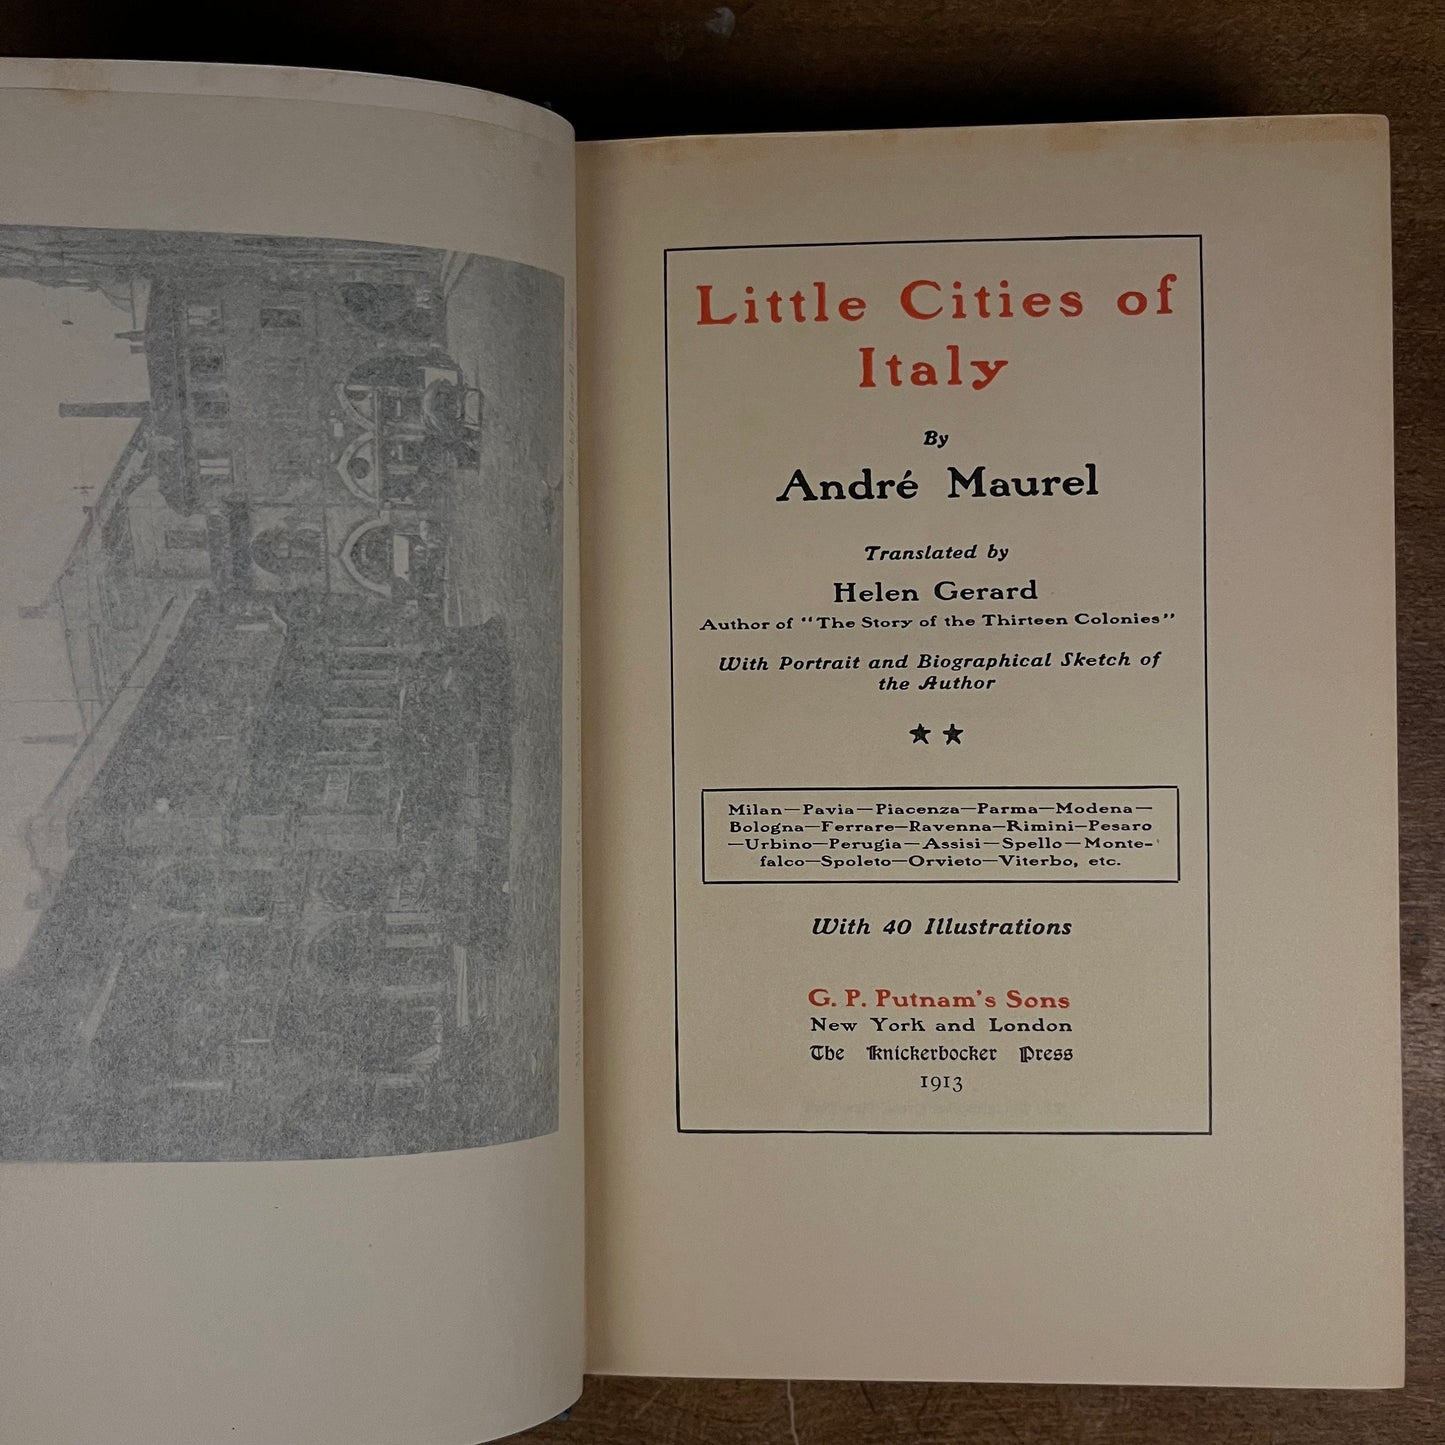 Little Cities of
Italy
By
André Maurel
Translated by
Helen Gerard
Author of "The Story of the Thirteen Colonies"
With Portrait and Biographical Sketch of
the Author
Milan—Pavia—Piacenza—Parma—Modena—
Bologna—Ferrare—Ravenna—Rimini—Pesaro
—Urbino—Perugia—Assisi—Spello—Monte-
falco—Spoleto—Orvieto—Viterbo, etc.
With 40 Illustrations
G. P. Putnam's Sons
New York and London
The Knickerbocker Press
1913